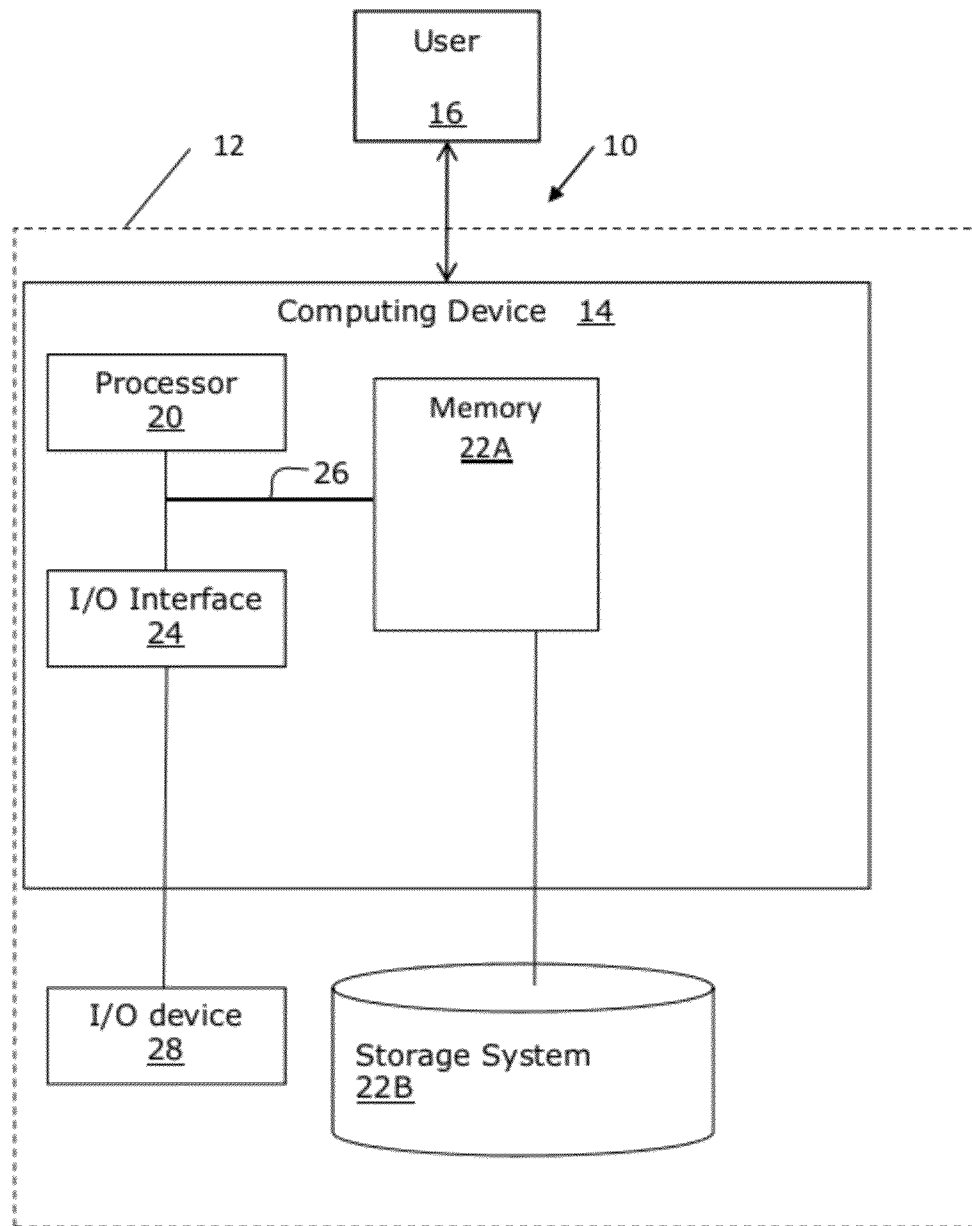 User
16
12
10
Computing Device 14
Processor
20
Memory
22A
26
I/O Interface
24
I/O device
28
Storage System
22B